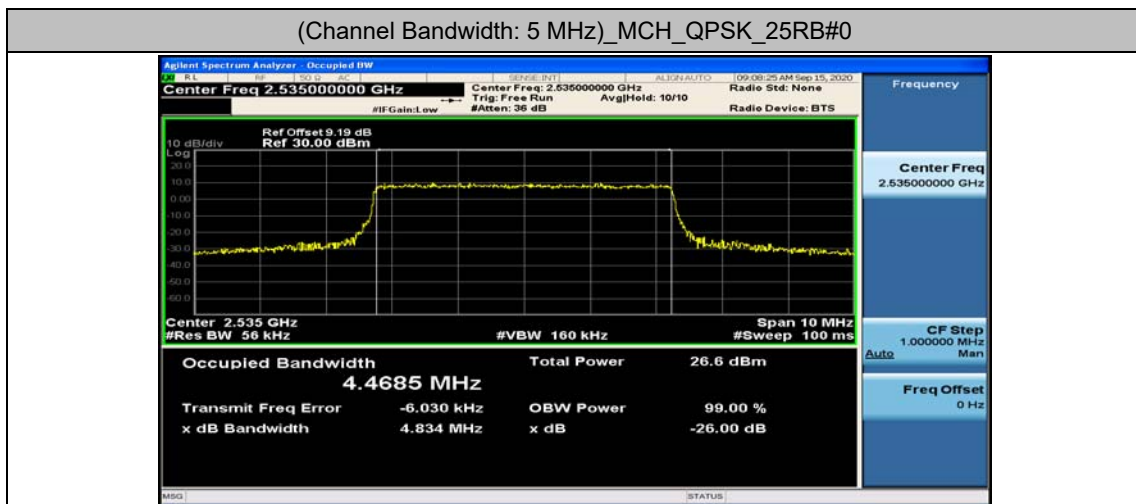 (Channel Bandwidth: 5 MHz)_MCH_QPSK_25RB#0
Agilent Spectrum Analyzer - Occupied BW
LXI RL RF 50 Ω AC SENSE:INT ALIGN AUTO 09:08:25 AM Sep 15, 2020
Center Freq 2.535000000 GHz
Center Freq: 2.535000000 GHz
Radio Std: None
Trig: Free Run Avg|Hold: 10/10
#IFGain:Low
#Atten: 36 dB
Radio Device: BTS
Ref Offset 9.19 dB
10 dB/div Ref 30.00 dBm
Log
20.0
10.0
0.00
-10.0
-20.0
-30.0
-40.0
-50.0
-60.0
Center 2.535 GHz Span 10 MHz
#Res BW 56 kHz #VBW 160 kHz #Sweep 100 ms
Occupied Bandwidth Total Power 26.6 dBm
4.4685 MHz
Transmit Freq Error -6.030 kHz OBW Power 99.00 %
x dB Bandwidth 4.834 MHz x dB -26.00 dB
MSG STATUS
Frequency
Center Freq
2.535000000 GHz
CF Step
1.000000 MHz
Auto Man
Freq Offset
0 Hz